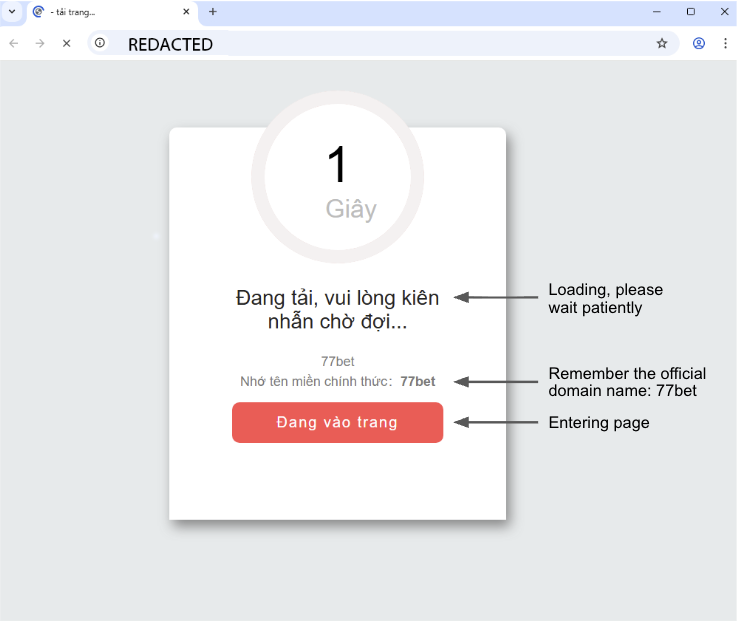 - tải trang...
REDACTED
1
Giây
Đang tải, vui lòng kiên
nhẫn chờ đợi...
Loading, please
wait patiently
77bet
Nhớ tên miền chính thức: 77bet
Remember the official
domain name: 77bet
Đang vào trang
Entering page